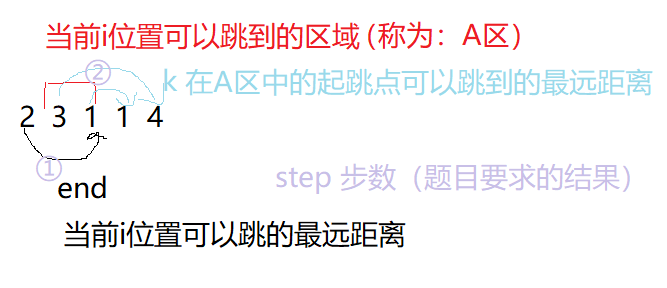 当前i位置可以跳到的区域（称为：A区）
②
k 在A区中的起跳点可以跳到的最远距离
2 3 1 1 4
①
step 步数（题目要求的结果）
end
当前i位置可以跳的最远距离